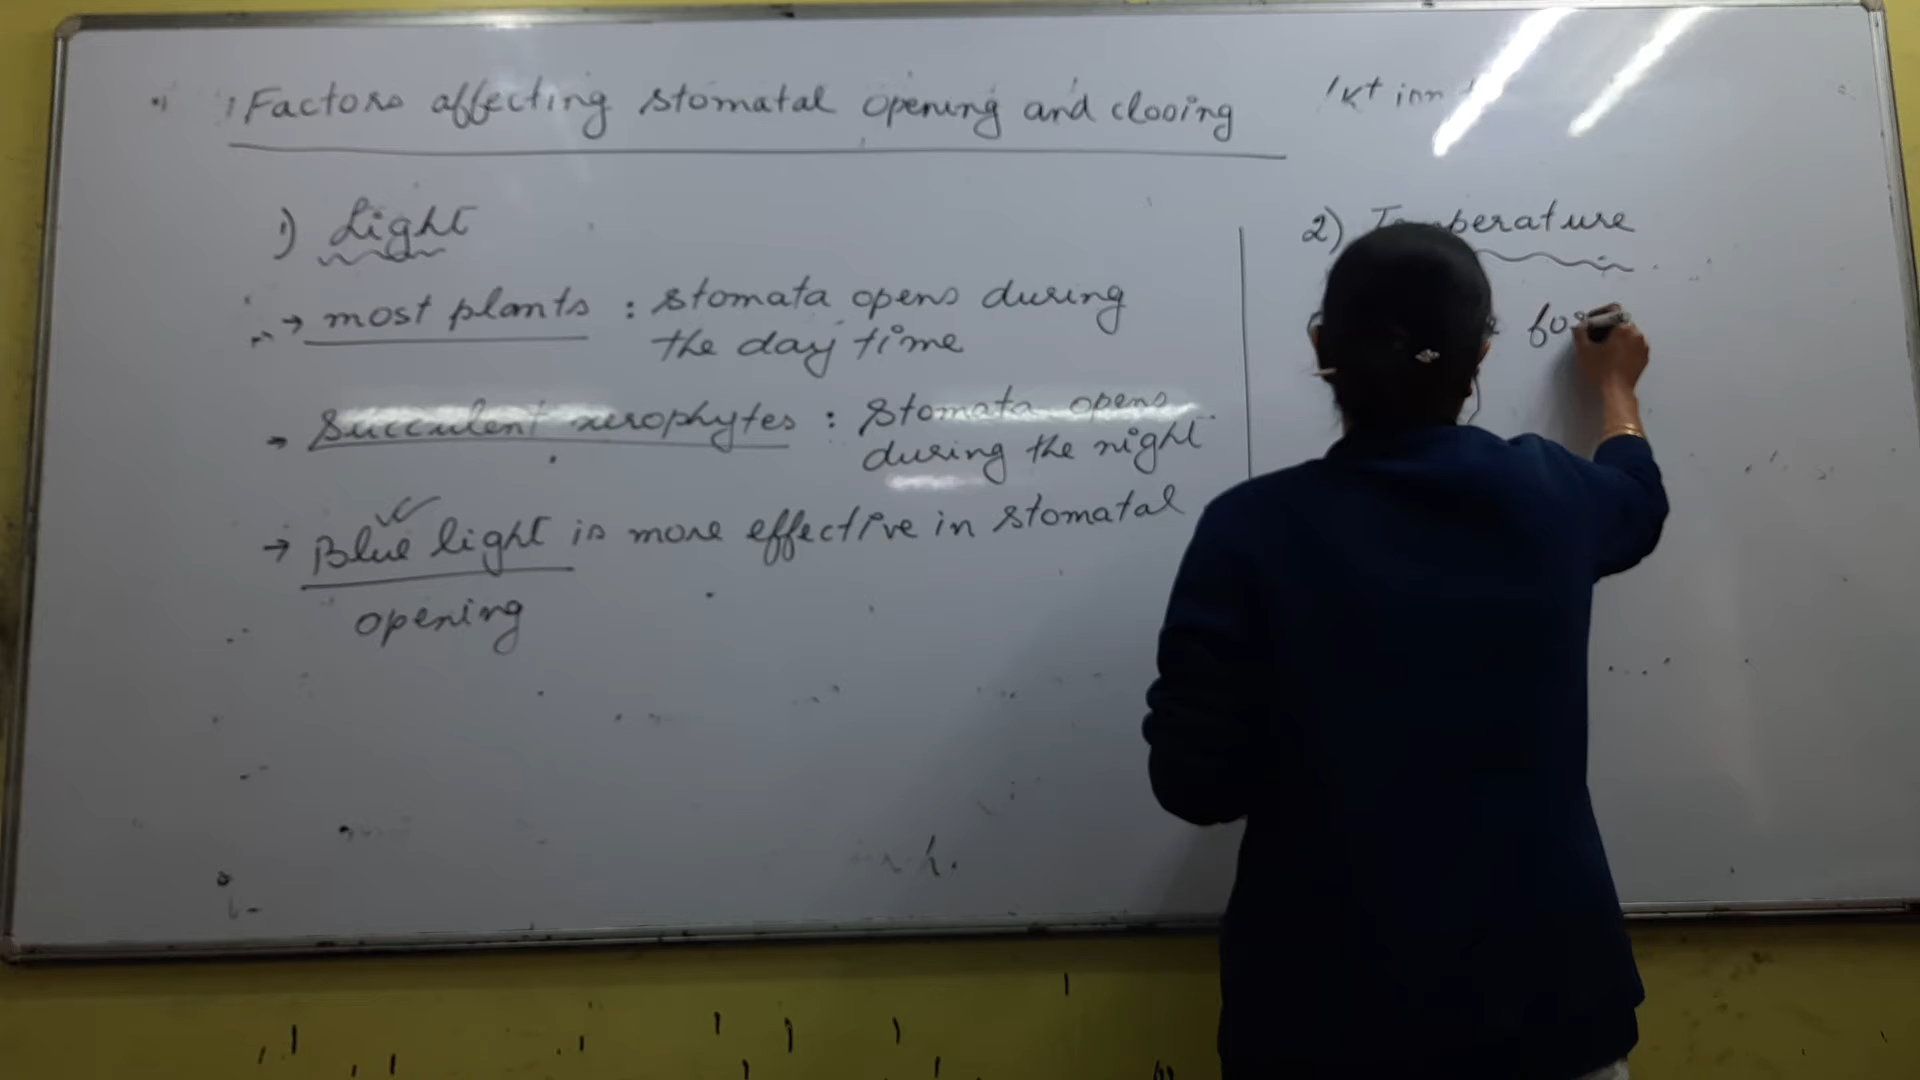 Factors affecting stomatal opening and closing
K+
1) Light
→ most plants : stomata opens during
the day time
→ Succulent xerophytes : stomata opens
during the night
→ Blue light is more effective in stomatal
opening
2)